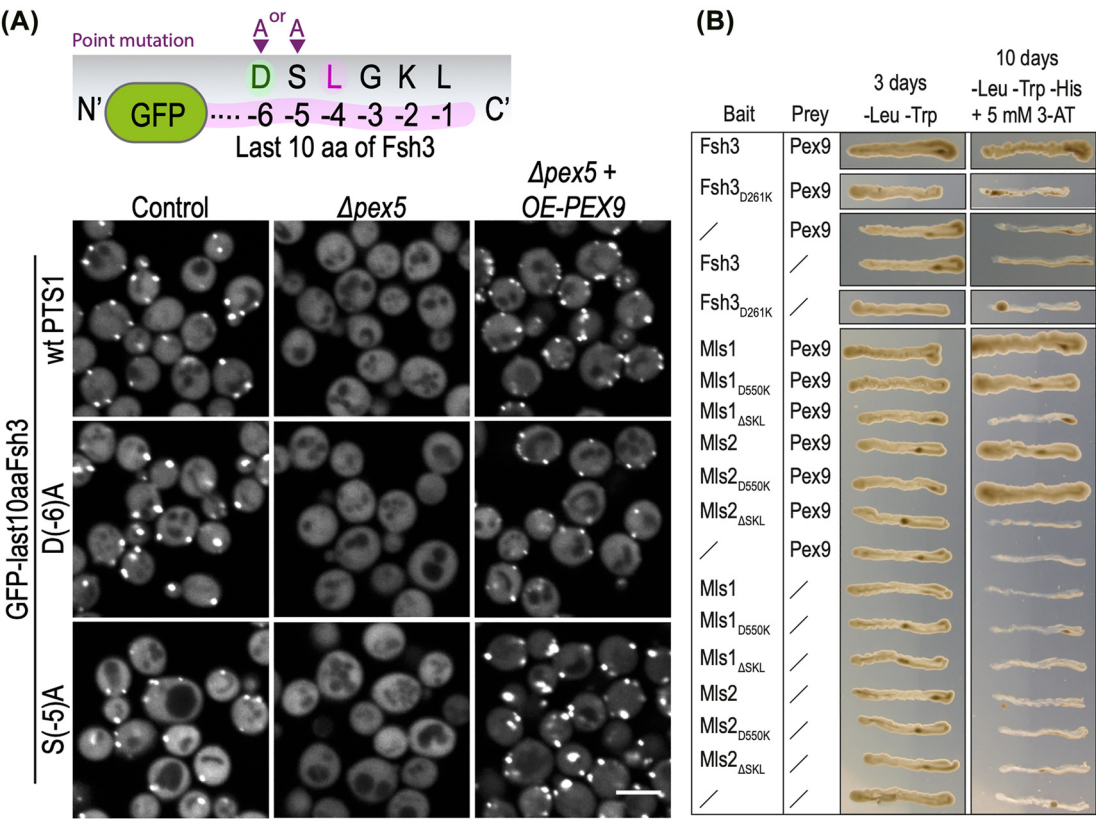 (A)
Point mutation
A or A
D S L G K L
N' GFP .... -6 -5 -4 -3 -2 -1 C'
Last 10 aa of Fsh3
Control
Δpex5
Δpex5 +
OE-PEX9
GFP-last10aaFsh3
wt PTS1
D(-6)A
S(-5)A
(B)
3 days
10 days
-Leu -Trp
-Leu -Trp -His
+ 5 mM 3-AT
Bait Prey
Fsh3 Pex9
Fsh3D261K Pex9
/ Pex9
Fsh3 /
Fsh3D261K /
Mls1 Pex9
Mls1D550K Pex9
Mls1ΔSKL Pex9
Mls2 Pex9
Mls2D550K Pex9
Mls2ΔSKL Pex9
/ Pex9
Mls1 /
Mls1D550K /
Mls1ΔSKL /
Mls2 /
Mls2D550K /
Mls2ΔSKL /
/ /